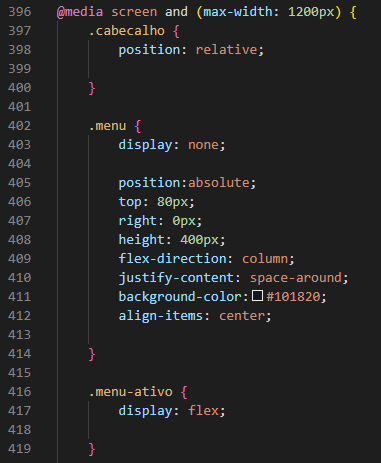 396 @media screen and (max-width: 1200px) {
397 .cabecalho {
398 position: relative;
399
400 }
401
402 .menu {
403 display: none;
404
405 position:absolute;
406 top: 80px;
407 right: 0px;
408 height: 400px;
409 flex-direction: column;
410 justify-content: space-around;
411 background-color:#101820;
412 align-items: center;
413
414 }
415
416 .menu-ativo {
417 display: flex;
418
419 }